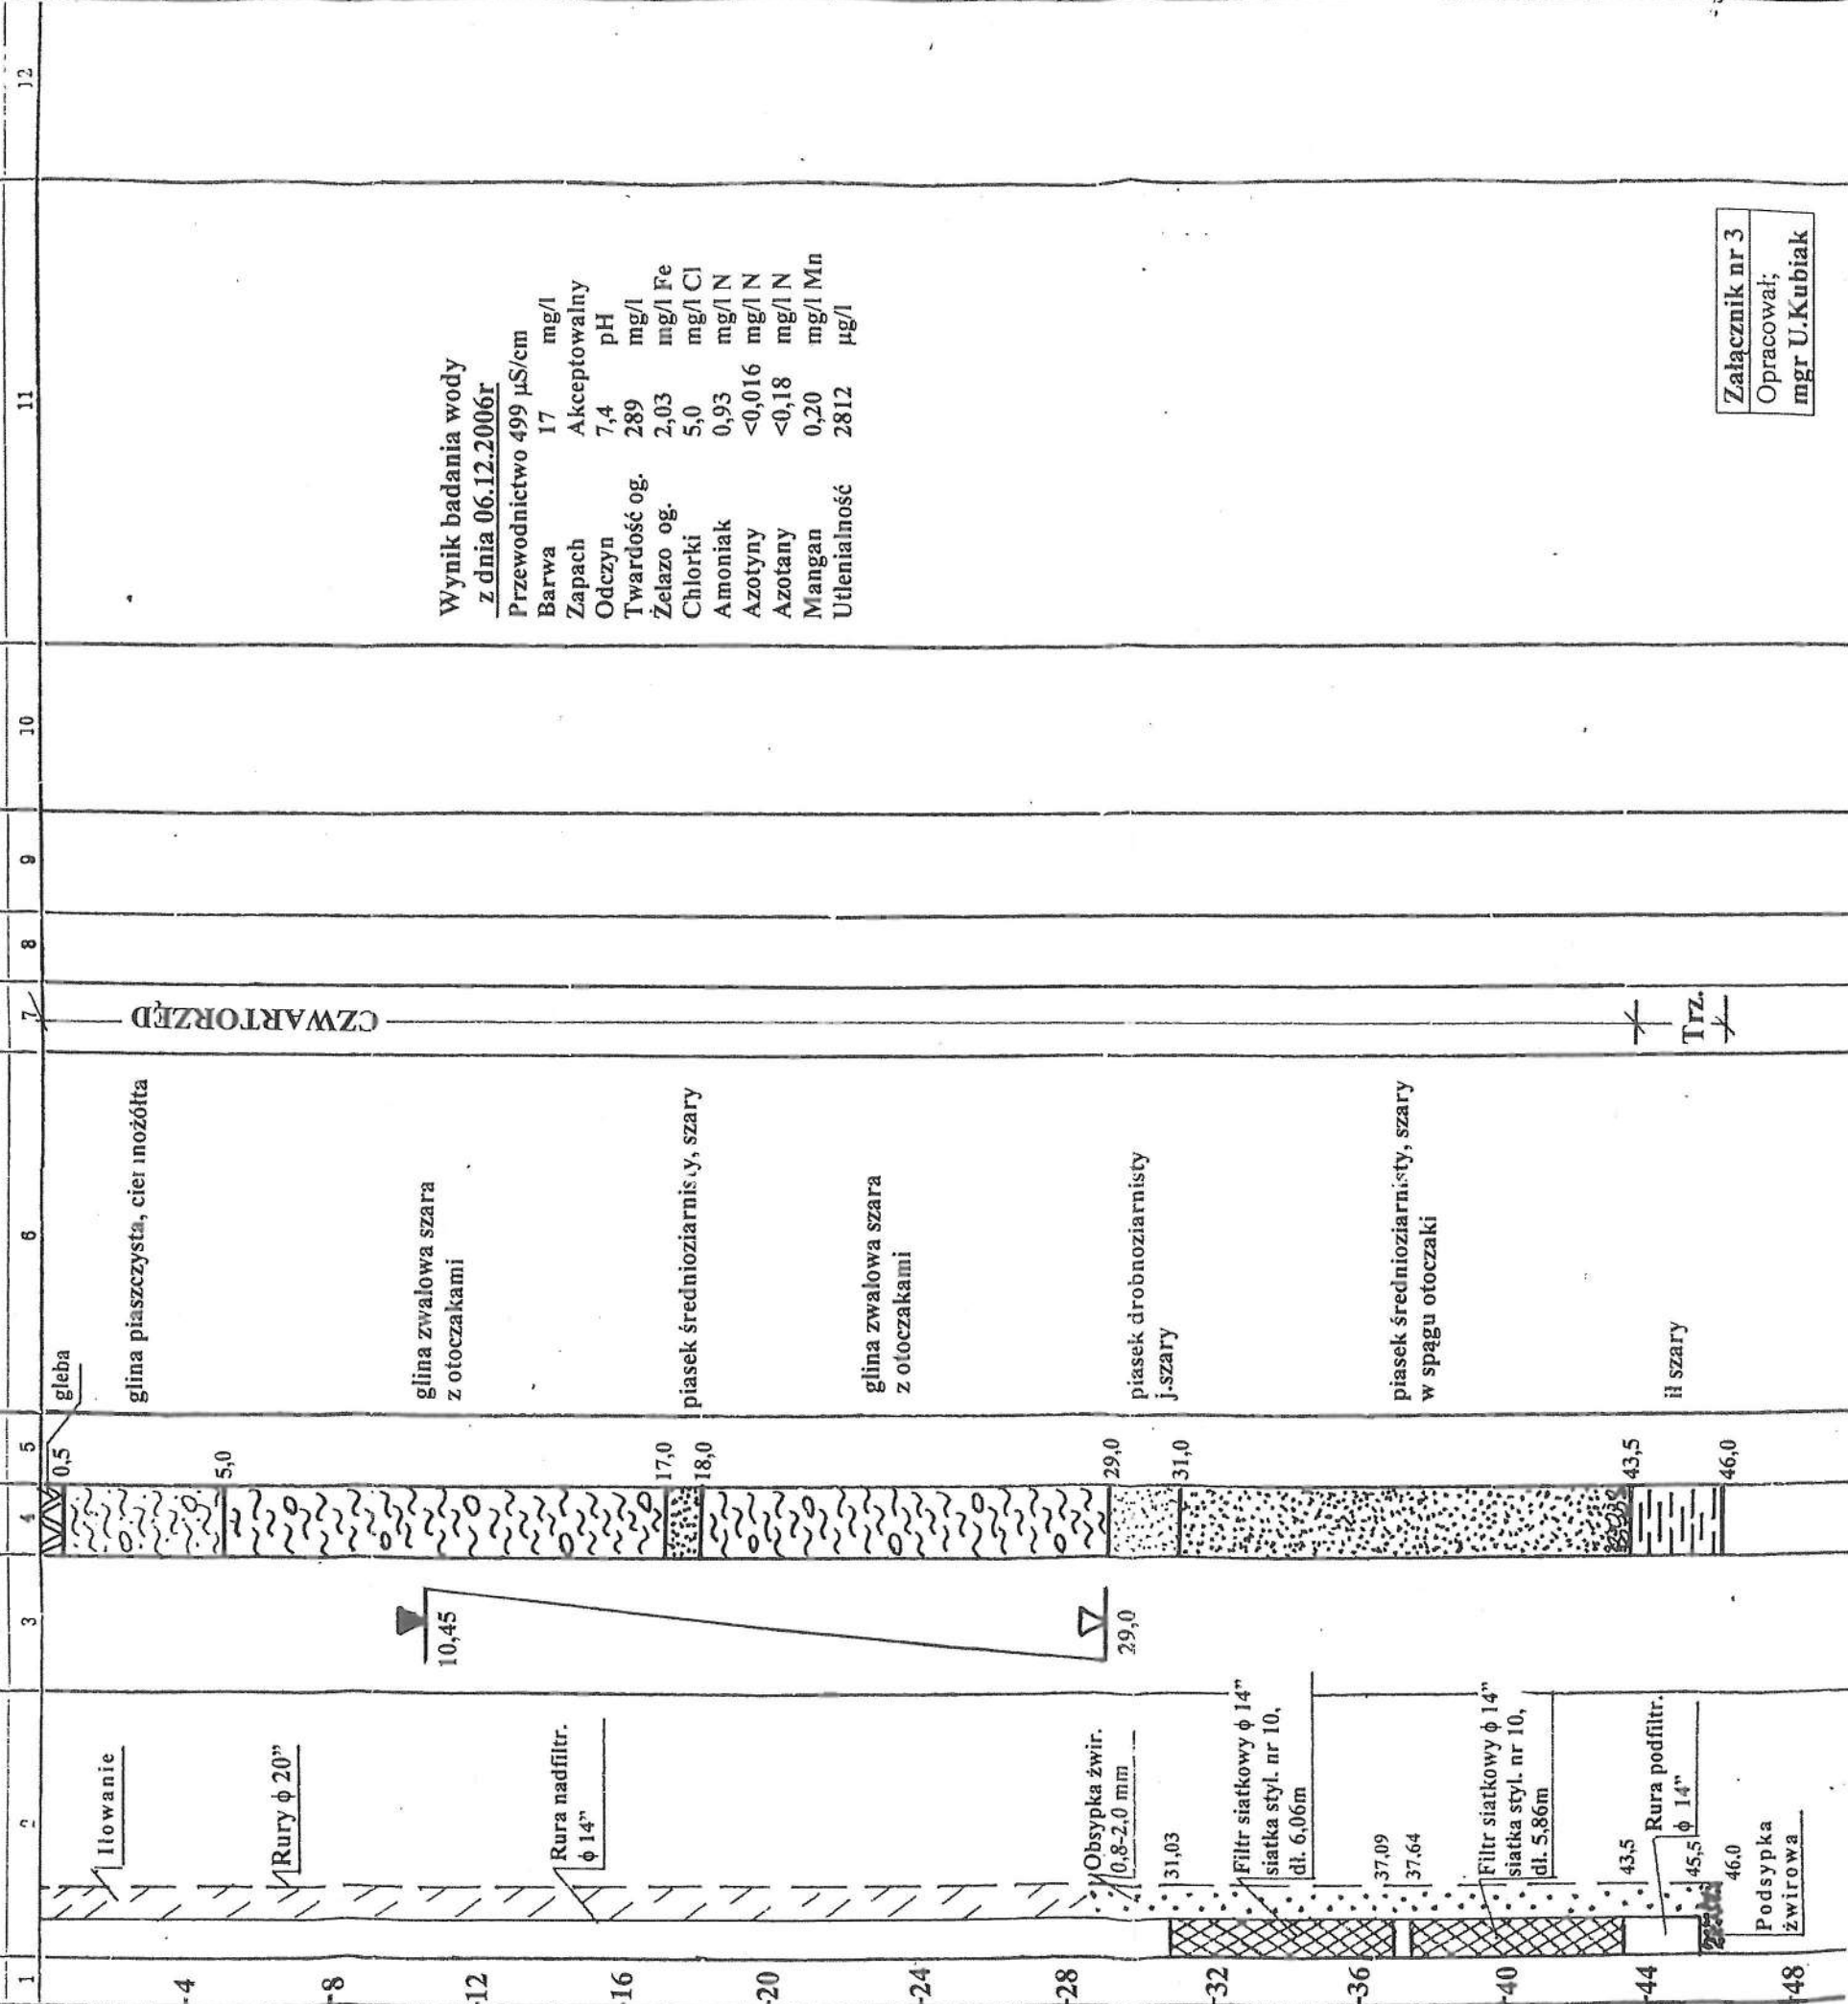 1
2
3
4
5
6
7
8
9
10
11
12
-4
-8
-12
-16
-20
-24
-28
-32
-36
-40
-44
-48
Iłowanie
Rury ϕ 20”
Rura nadfiltr.
ϕ 14”
Obsypka żwir.
0,8-2,0 mm
31,03
Filtr siatkowy ϕ 14”
siatka styl. nr 10,
dł. 6,06m
37,09
37,64
Filtr siatkowy ϕ 14”
siatka styl. nr 10,
dł. 5,86m
43,5
Rura podfiltr.
ϕ 14”
45,5
46,0
Podsypka
żwirowa
10,45
29,0
0,5
5,0
17,0
18,0
29,0
31,0
43,5
46,0
gleba
glina piaszczysta, ciemnożółta
glina zwałowa szara
z otoczakami
piasek średnioziarnisty, szary
glina zwałowa szara
z otoczakami
piasek drobnoziarnisty
j.szary
piasek średnioziarnisty, szary
w spągu otoczaki
ił szary
CZWARTORZĘD
Trz.
Wynik badania wody
z dnia 06.12.2006r
Przewodnictwo 499 µS/cm
Barwa 17 mg/l
Zapach Akceptowalny
Odczyn 7,4 pH
Twardość og. 289 mg/l
Żelazo og. 2,03 mg/l Fe
Chlorki 5,0 mg/l Cl
Amoniak 0,93 mg/l N
Azotyny <0,016 mg/l N
Azotany <0,18 mg/l N
Mangan 0,20 mg/l Mn
Utlenialność 2812 µg/l
Załącznik nr 3
Opracował;
mgr U.Kubiak